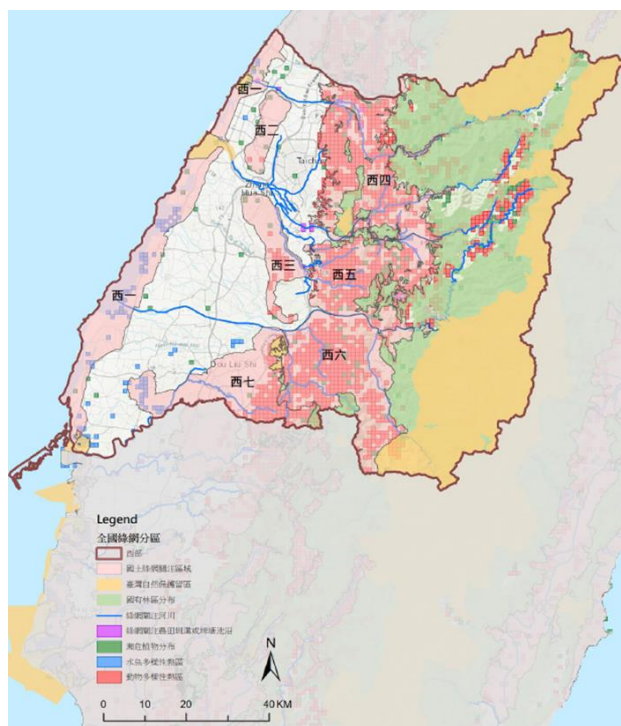 西一
西二
Taichu
西四
西三
西五
西一
西六
Dou Liu Shi
西七
Legend
全國綠網分區
西部
國土綠網關注區域
臺灣自然保護留區
國有林區分布
綠網關注河川
綠網關注農田圳溝或埤塘池沼
瀕危植物分布
水鳥多樣性熱區
動物多樣性熱區
N
0 10 20 40 KM